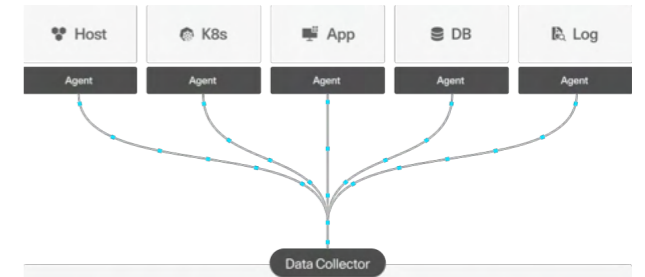 Host K8s App DB Log
Agent Agent Agent Agent Agent
Data Collector